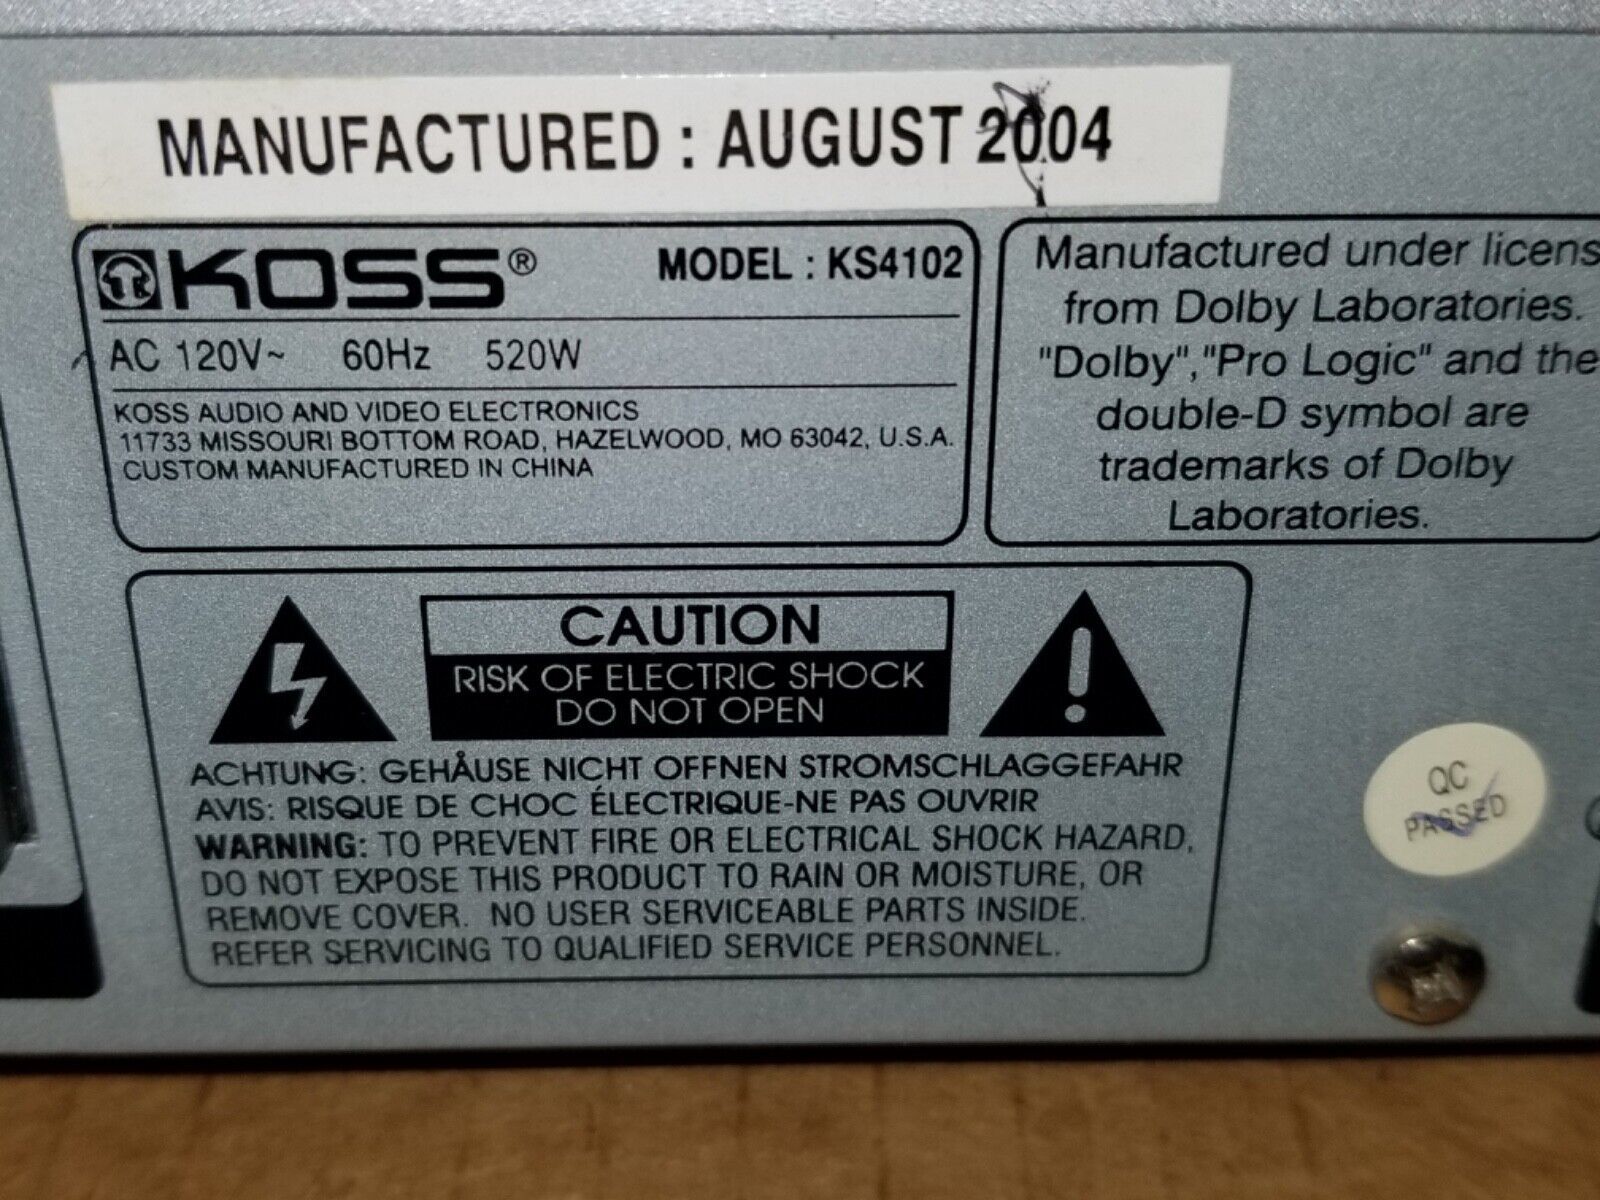 MANUFACTURED : AUGUST 2004
KOSS®
MODEL : KS4102
AC 120V~ 60Hz 520W
KOSS AUDIO AND VIDEO ELECTRONICS
11733 MISSOURI BOTTOM ROAD, HAZELWOOD, MO 63042, U.S.A.
CUSTOM MANUFACTURED IN CHINA
Manufactured under licens
from Dolby Laboratories.
"Dolby","Pro Logic" and the
double-D symbol are
trademarks of Dolby
Laboratories.
CAUTION
RISK OF ELECTRIC SHOCK
DO NOT OPEN
ACHTUNG: GEHÅUSE NICHT OFFNEN STROMSCHLAGGEFAHR
AVIS: RISQUE DE CHOC ÉLECTRIQUE-NE PAS OUVRIR
WARNING: TO PREVENT FIRE OR ELECTRICAL SHOCK HAZARD,
DO NOT EXPOSE THIS PRODUCT TO RAIN OR MOISTURE, OR
REMOVE COVER. NO USER SERVICEABLE PARTS INSIDE.
REFER SERVICING TO QUALIFIED SERVICE PERSONNEL.
QC
PASSED